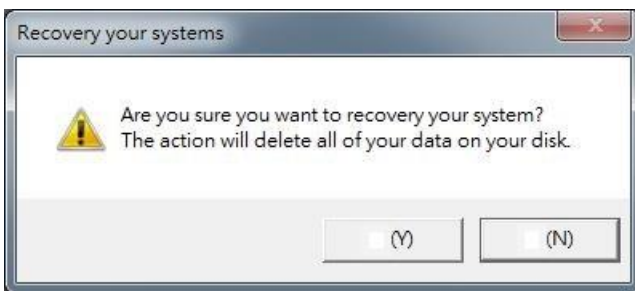 Recovery your systems
Are you sure you want to recovery your system?
The action will delete all of your data on your disk.
(Y)
(N)